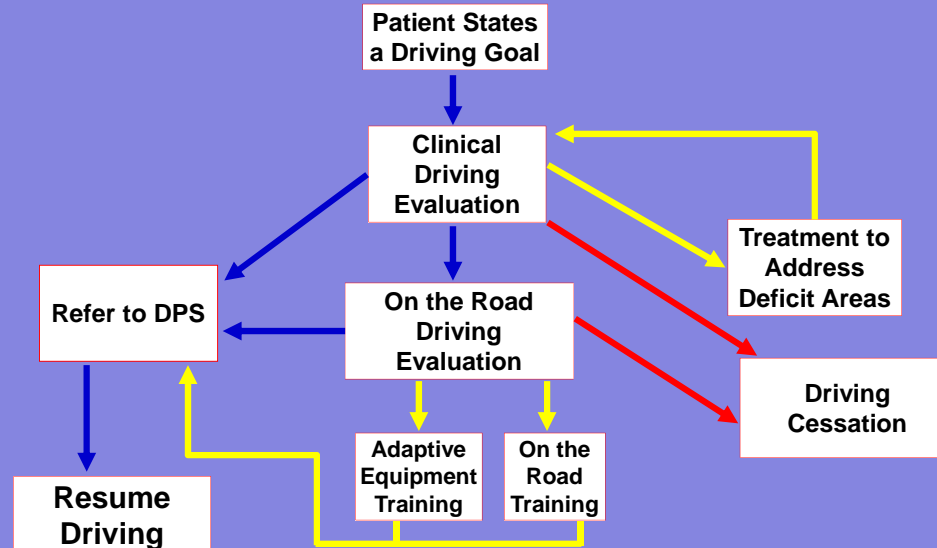 Patient States
a Driving Goal
Clinical
Driving
Evaluation
Treatment to
Address
Deficit Areas
Refer to DPS
On the Road
Driving
Evaluation
Driving
Cessation
Adaptive
Equipment
Training
On the
Road
Training
Resume
Driving